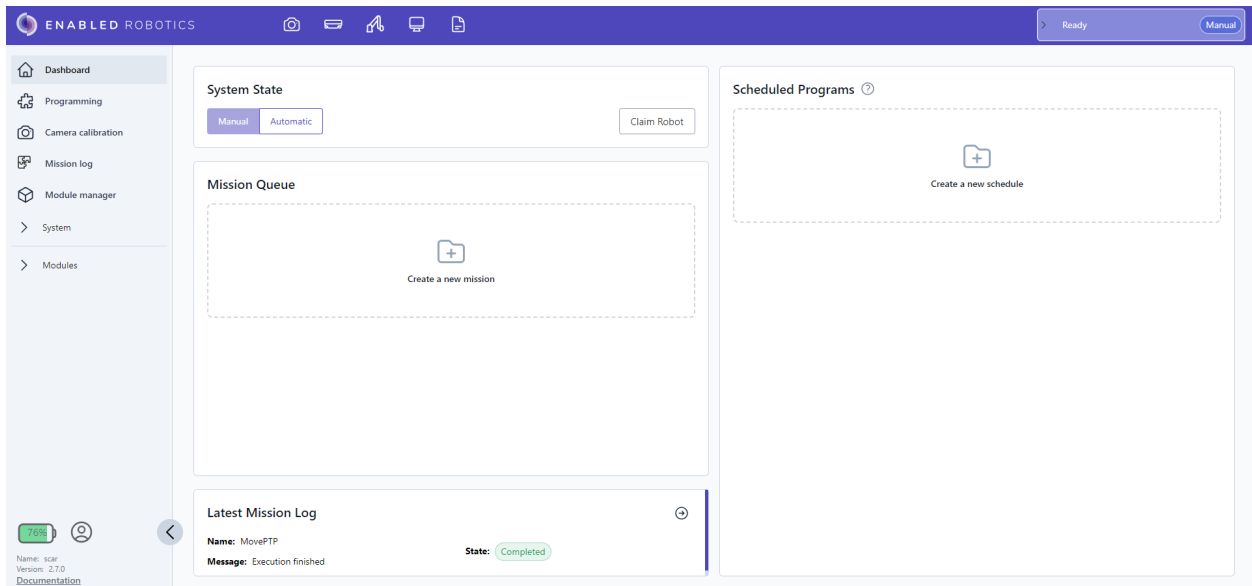 ENABLED ROBOTICS
Ready
Manual
Dashboard
Programming
Camera calibration
Mission log
Module manager
System
Modules
76%
Name: scar
Version: 2.7.0
Documentation
System State
Manual
Automatic
Claim Robot
Mission Queue
Create a new mission
Latest Mission Log
Name: MovePTP
State: Completed
Message: Execution finished
Scheduled Programs ?
Create a new schedule